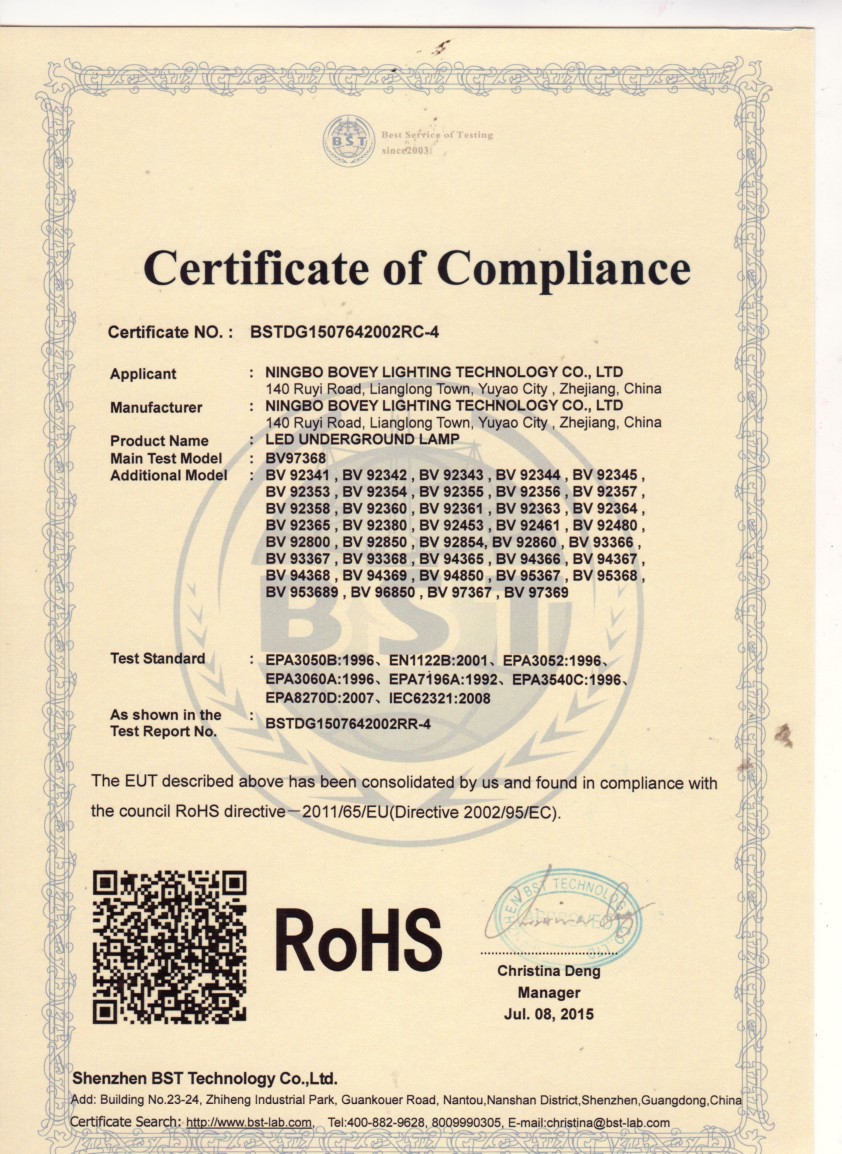 BST
Best Service of Testing
since2003
Certificate of Compliance
Certificate NO. : BSTDG1507642002RC-4
Applicant : NINGBO BOVEY LIGHTING TECHNOLOGY CO., LTD
140 Ruyi Road, Lianglong Town, Yuyao City , Zhejiang, China
Manufacturer : NINGBO BOVEY LIGHTING TECHNOLOGY CO., LTD
140 Ruyi Road, Lianglong Town, Yuyao City , Zhejiang, China
Product Name : LED UNDERGROUND LAMP
Main Test Model : BV97368
Additional Model : BV 92341 , BV 92342 , BV 92343 , BV 92344 , BV 92345 ,
BV 92353 , BV 92354 , BV 92355 , BV 92356 , BV 92357 ,
BV 92358 , BV 92360 , BV 92361 , BV 92363 , BV 92364 ,
BV 92365 , BV 92380 , BV 92453 , BV 92461 , BV 92480 ,
BV 92800 , BV 92850 , BV 92854, BV 92860 , BV 93366 ,
BV 93367 , BV 93368 , BV 94365 , BV 94366 , BV 94367 ,
BV 94368 , BV 94369 , BV 94850 , BV 95367 , BV 95368 ,
BV 953689 , BV 96850 , BV 97367 , BV 97369
BST
Test Standard : EPA3050B:1996、EN1122B:2001、EPA3052:1996、
EPA3060A:1996、EPA7196A:1992、EPA3540C:1996、
EPA8270D:2007、IEC62321:2008
As shown in the
Test Report No. : BSTDG1507642002RR-4
The EUT described above has been consolidated by us and found in compliance with
the council RoHS directive－2011/65/EU(Directive 2002/95/EC).
RoHS
Christina Deng
Manager
Jul. 08, 2015
Shenzhen BST Technology Co.,Ltd.
Add: Building No.23-24, Zhiheng Industrial Park, Guankouer Road, Nantou,Nanshan District,Shenzhen,Guangdong,China
Certificate Search: http://www.bst-lab.com, Tel:400-882-9628, 8009990305, E-mail:christina@bst-lab.com